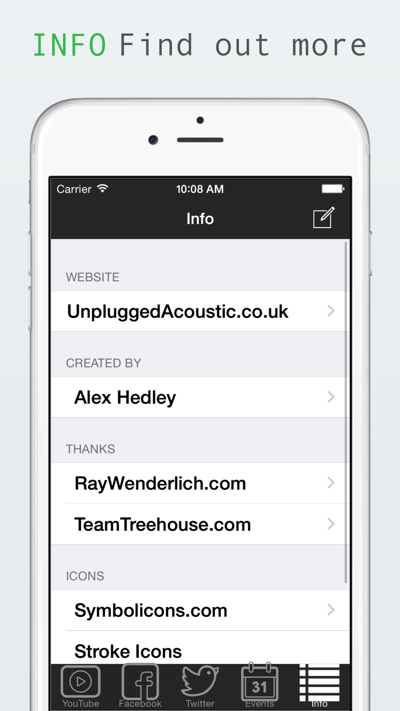 INFO Find out more
Carrier 10:08 AM
Info
WEBSITE
UnpluggedAcoustic.co.uk
CREATED BY
Alex Hedley
THANKS
RayWenderlich.com
TeamTreehouse.com
ICONS
Symbolicons.com
Stroke Icons
31
YouTube Facebook Twitter Events Info